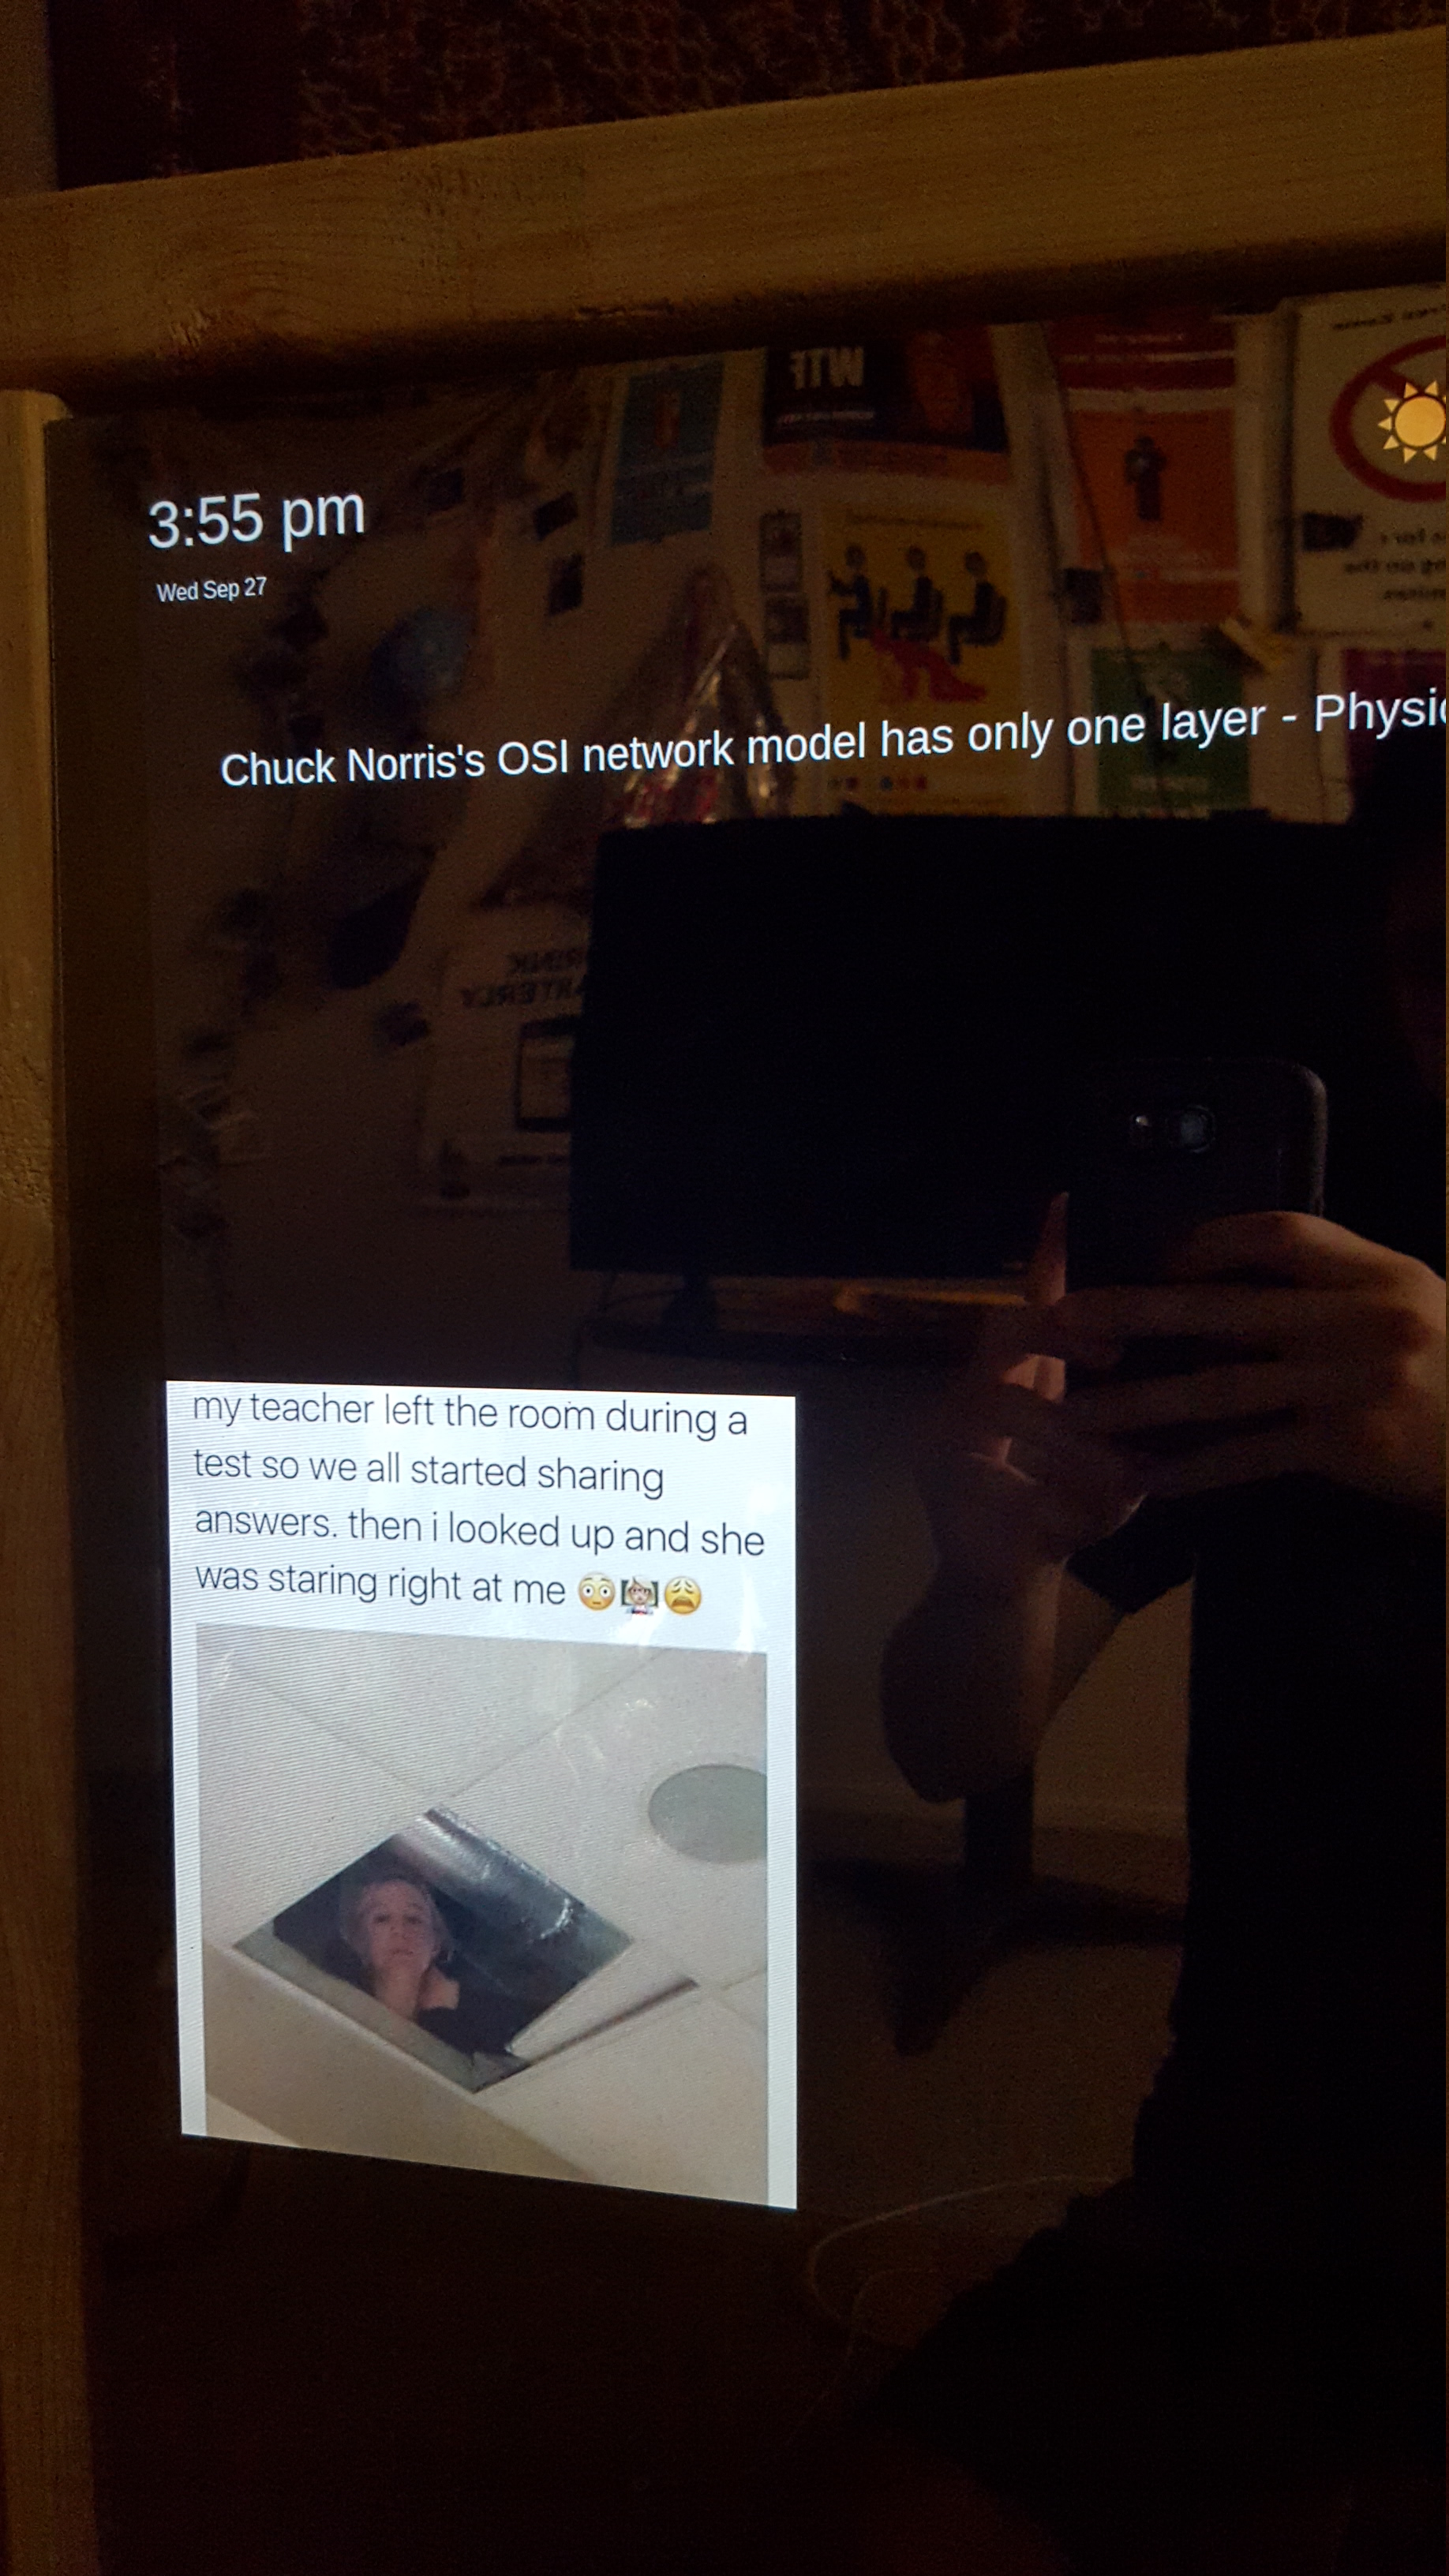 WTF
3:55 pm
Wed Sep 27
Chuck Norris's OSI network model has only one layer - Physic
my teacher left the room during a
test so we all started sharing
answers. then i looked up and she
was staring right at me 😳👩🏼‍🏫😩